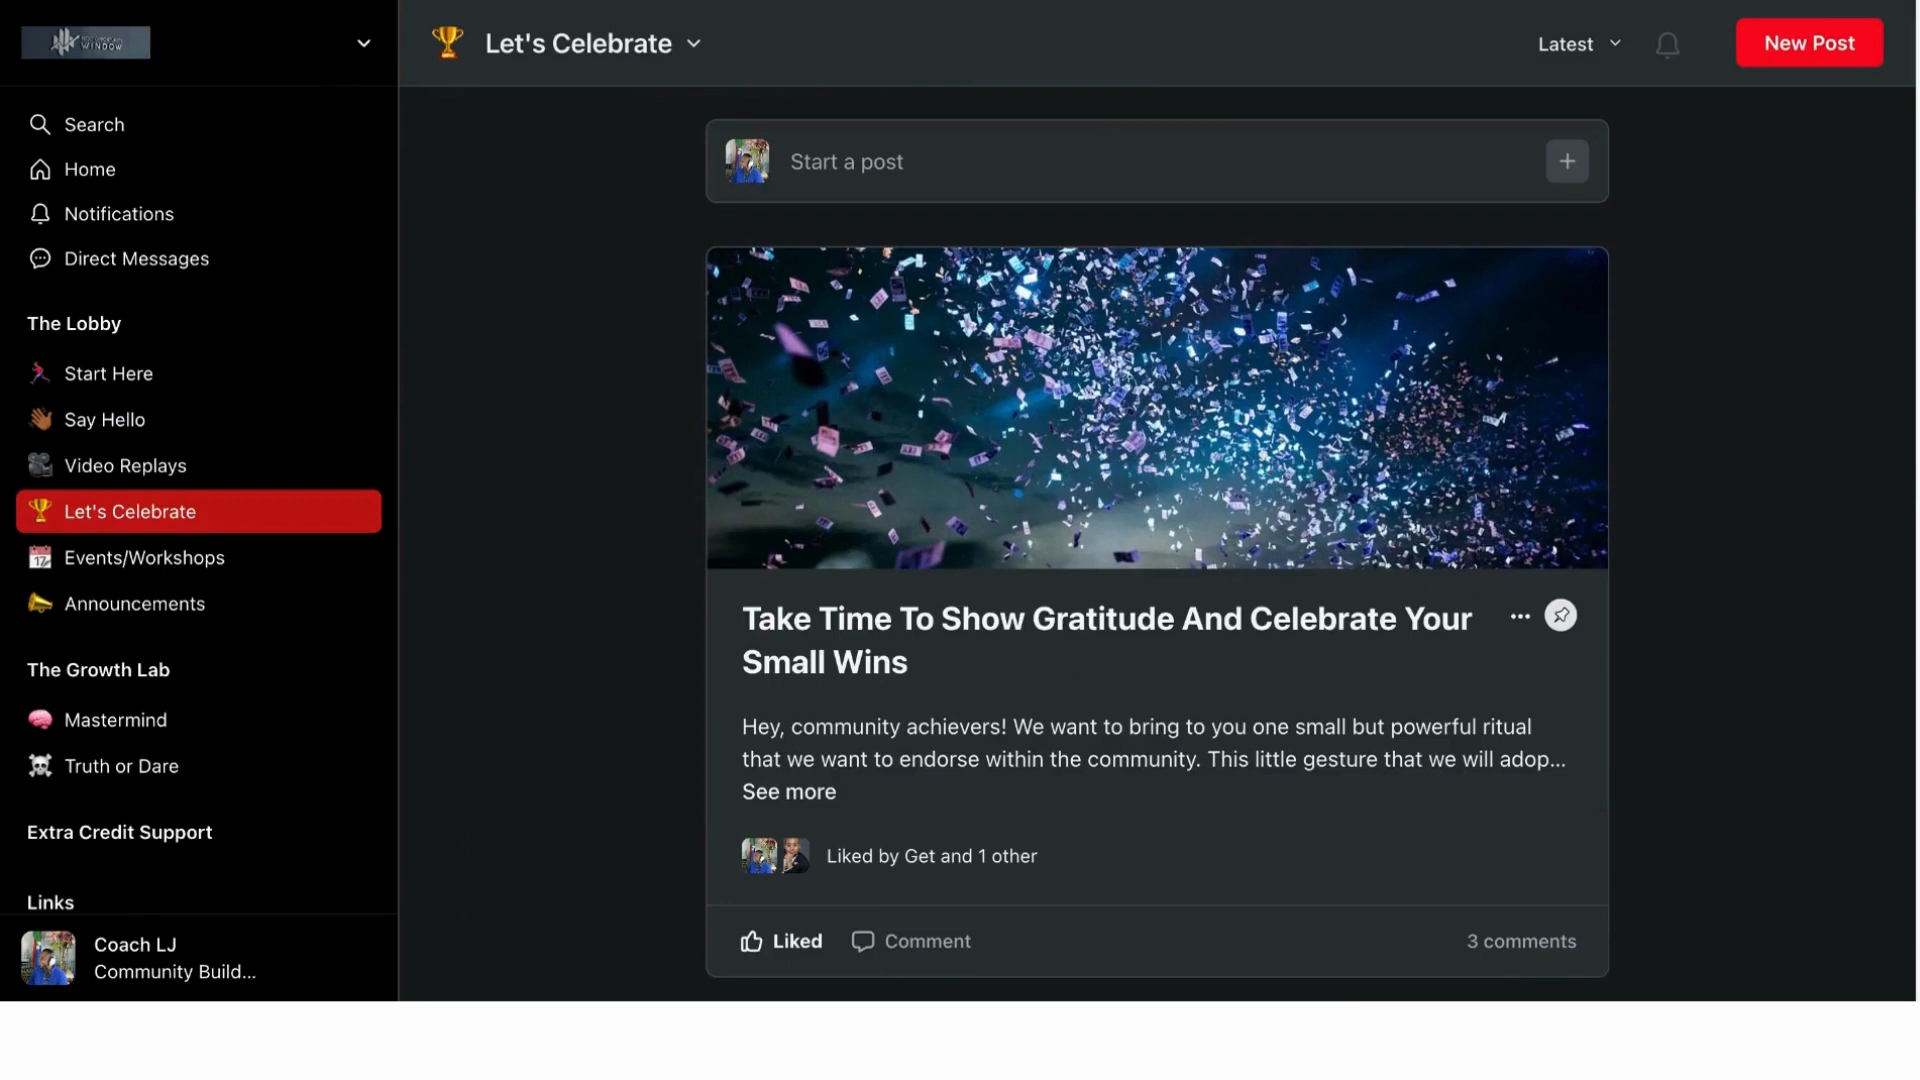 WINDOW
Let's Celebrate
Latest
New Post
Search
Home
Notifications
Direct Messages
The Lobby
Start Here
Say Hello
Video Replays
Let's Celebrate
17
Events/Workshops
Announcements
The Growth Lab
Mastermind
Truth or Dare
Extra Credit Support
Links
Coach LJ
Community Build...
Start a post
Take Time To Show Gratitude And Celebrate Your
Small Wins
Hey, community achievers! We want to bring to you one small but powerful ritual
that we want to endorse within the community. This little gesture that we will adop...
See more
Liked by Get and 1 other
Liked
Comment
3 comments